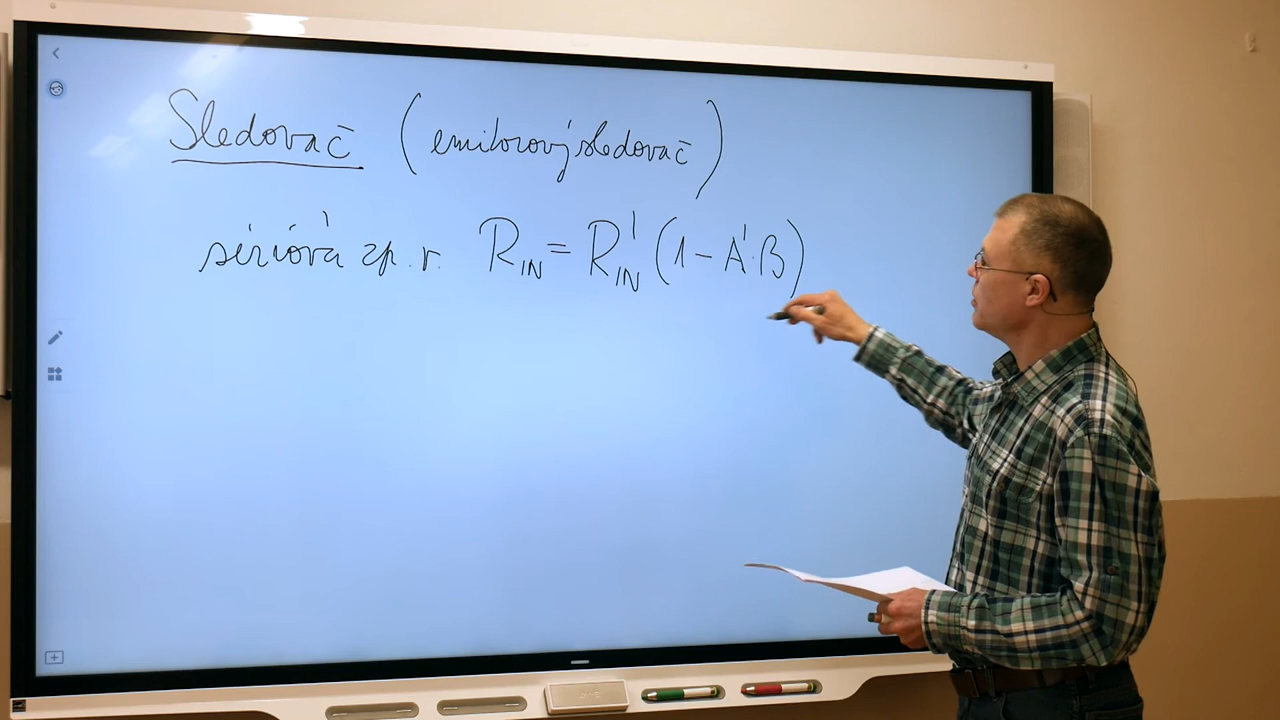 Sledovač (emitorový sledovač)
sériová zp. v. R_IN = R'_IN (1 - A'·B)